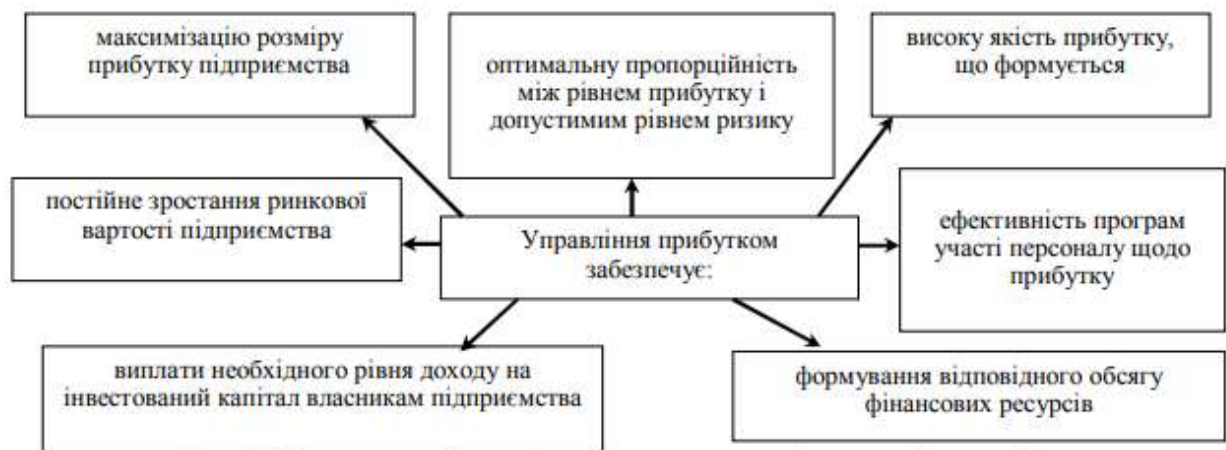 максимізацію розміру
прибутку підприємства
оптимальну пропорційність
між рівнем прибутку і
допустимим рівнем ризику
високу якість прибутку,
що формується
постійне зростання ринкової
вартості підприємства
Управління прибутком
забезпечує:
ефективність програм
участі персоналу щодо
прибутку
виплати необхідного рівня доходу на
інвестований капітал власникам підприємства
формування відповідного обсягу
фінансових ресурсів